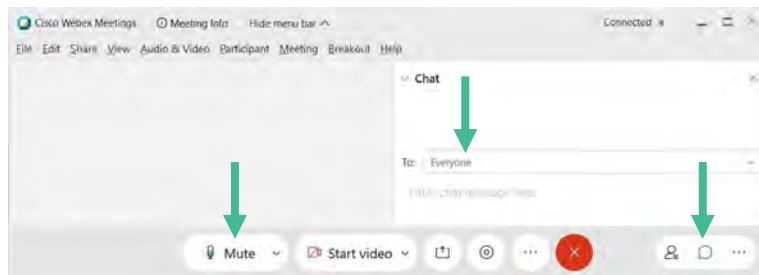 Cisco Webex Meetings Meeting Info Hide menu bar Connected
File Edit Share View Audio & Video Participant Meeting Breakout Help
Chat
To: Everyone
Enter chat message here
Mute Start video